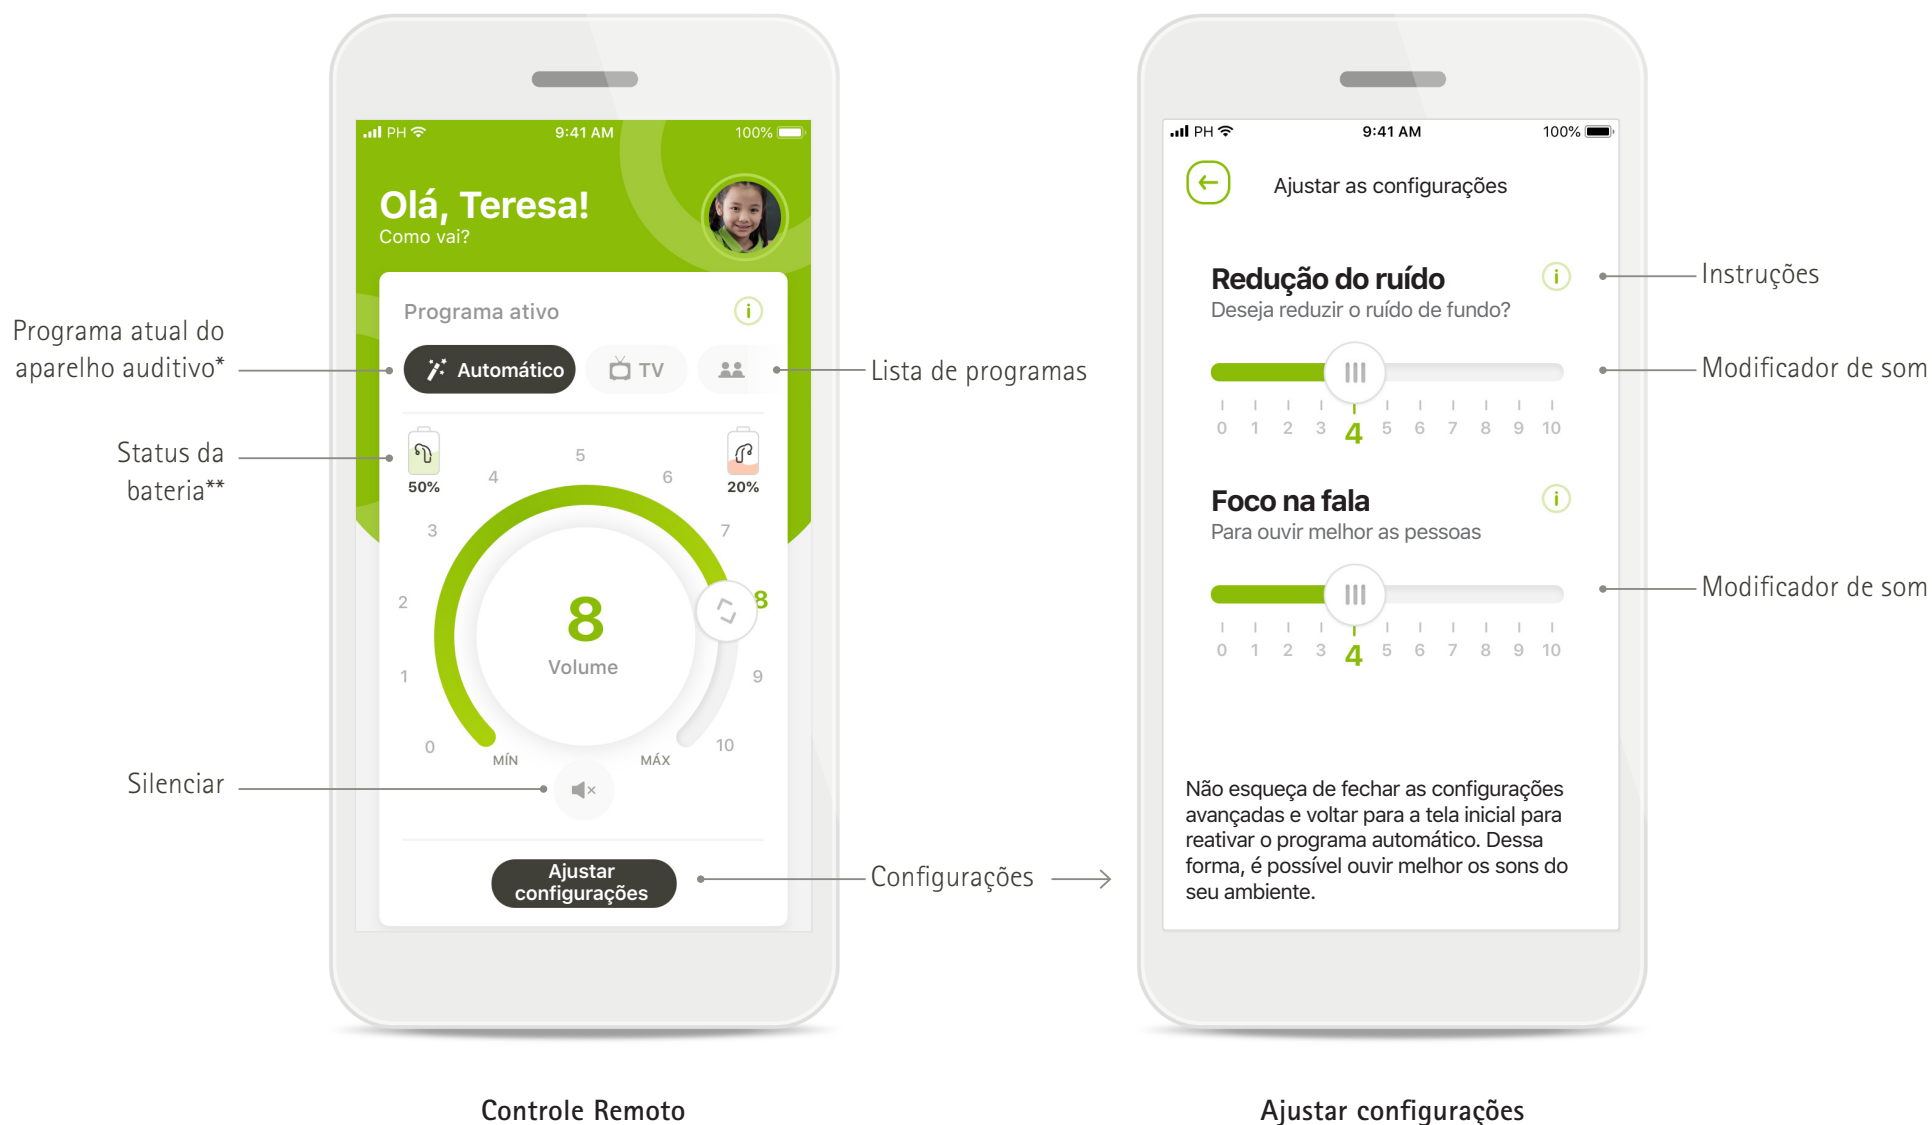 PH
9:41 AM
100%
Olá, Teresa!
Como vai?
Programa ativo
Automático
TV
50%
20%
0
1
2
3
4
5
6
7
8
9
10
8
Volume
MÍN
MÁX
Ajustar
configurações
Programa atual do
aparelho auditivo*
Status da
bateria**
Silenciar
Lista de programas
Configurações
Controle Remoto
PH
9:41 AM
100%
Ajustar as configurações
Redução do ruído
Deseja reduzir o ruído de fundo?
0 1 2 3 4 5 6 7 8 9 10
Foco na fala
Para ouvir melhor as pessoas
0 1 2 3 4 5 6 7 8 9 10
Não esqueça de fechar as configurações
avançadas e voltar para a tela inicial para
reativar o programa automático. Dessa
forma, é possível ouvir melhor os sons do
seu ambiente.
Instruções
Modificador de som
Modificador de som
Ajustar configurações